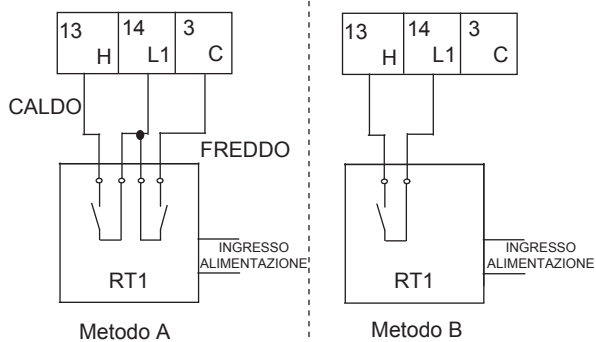 13 14 3
H L1 C
CALDO
FREDDO
INGRESSO
ALIMENTAZIONE
RT1
Metodo A
13 14 3
H L1 C
INGRESSO
ALIMENTAZIONE
RT1
Metodo B